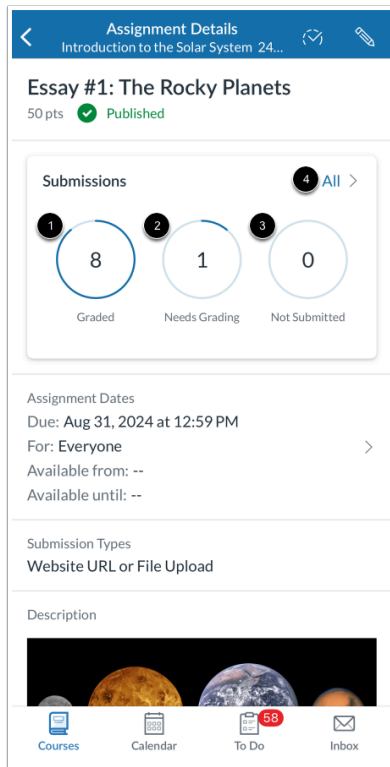 Assignment Details
Introduction to the Solar System 24...
Essay #1: The Rocky Planets
50 pts Published
Submissions 4 All
1 2 3
8 1 0
Graded Needs Grading Not Submitted
Assignment Dates
Due: Aug 31, 2024 at 12:59 PM
For: Everyone
Available from: --
Available until: --
Submission Types
Website URL or File Upload
Description
58
Courses Calendar To Do Inbox